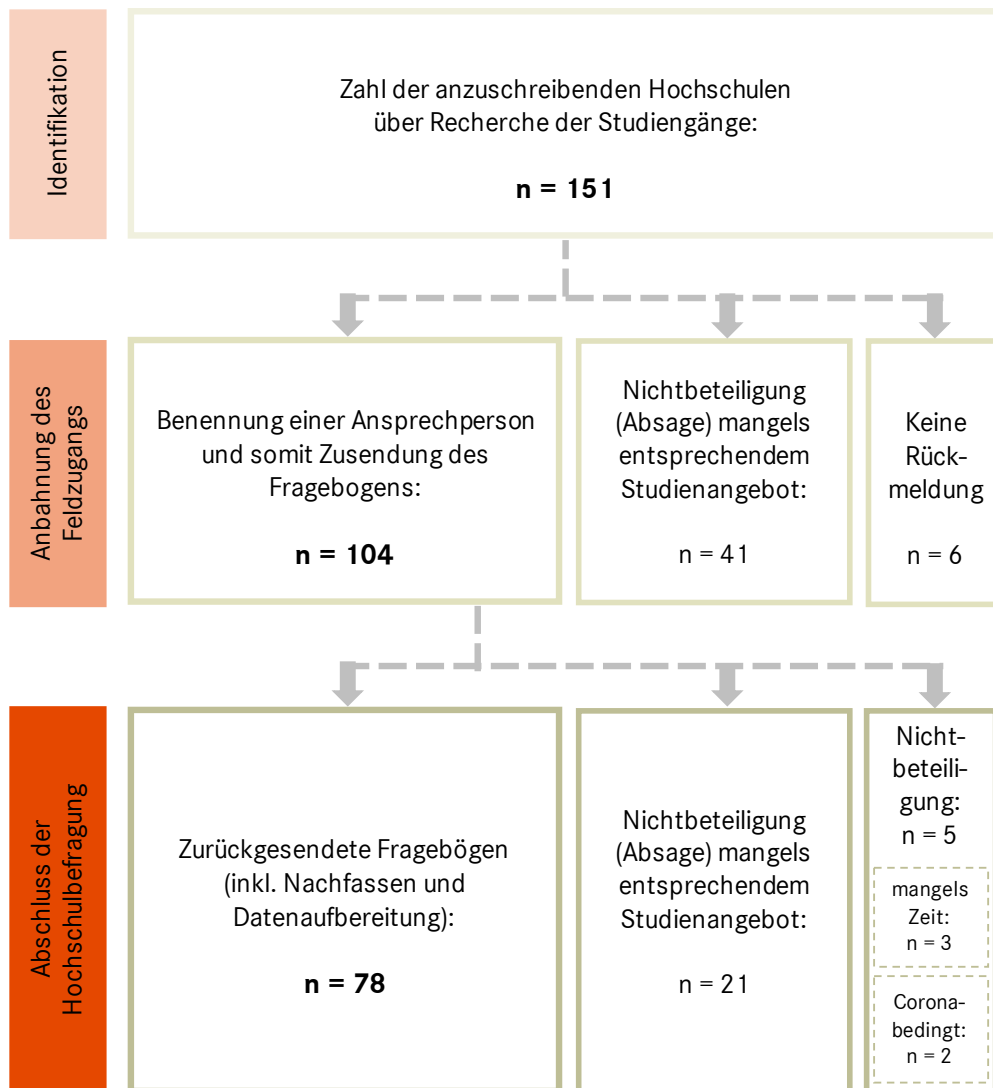 Identifikation
Zahl der anzuschreibenden Hochschulen
über Recherche der Studiengänge:
n = 151
Anbahnung des
Feldzugangs
Benennung einer Ansprechperson
und somit Zusendung des
Fragebogens:
n = 104
Nichtbeteiligung
(Absage) mangels
entsprechendem
Studienangebot:
n = 41
Keine
Rück-
meldung
n = 6
Abschluss der
Hochschulbefragung
Zurückgesendete Fragebögen
(inkl. Nachfassen und
Datenaufbereitung):
n = 78
Nichtbeteiligung
(Absage) mangels
entsprechendem
Studienangebot:
n = 21
Nicht-
beteili-
gung:
n = 5
mangels
Zeit:
n = 3
Corona-
bedingt:
n = 2